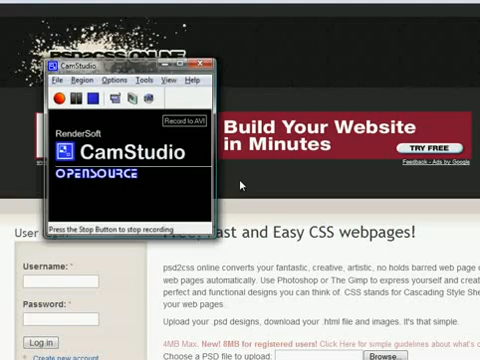 PSD2CSS ONLINE
CamStudio
File Region Options Tools View Help
Record to AVI
RenderSoft
CamStudio
OPENSOURCE
Press the Stop Button to stop recording
Build Your Website
in Minutes
TRY FREE
Feedback - Ads by Google
User
ast and Easy CSS webpages!
Username: *
Password: *
Log in
Create new account
psd2css online converts your fantastic, creative, artistic, no holds barred web page
web pages automatically. Use Photoshop or The Gimp to express yourself and creat
perfect and functional designs you can think of. CSS stands for Cascading Style She
your web pages.
Upload your .psd designs, download your .html file and images. It's that simple.
4MB Max. New! 8MB for registered users! Click Here for simple guidelines about what's
Choose a PSD file to upload: Browse...